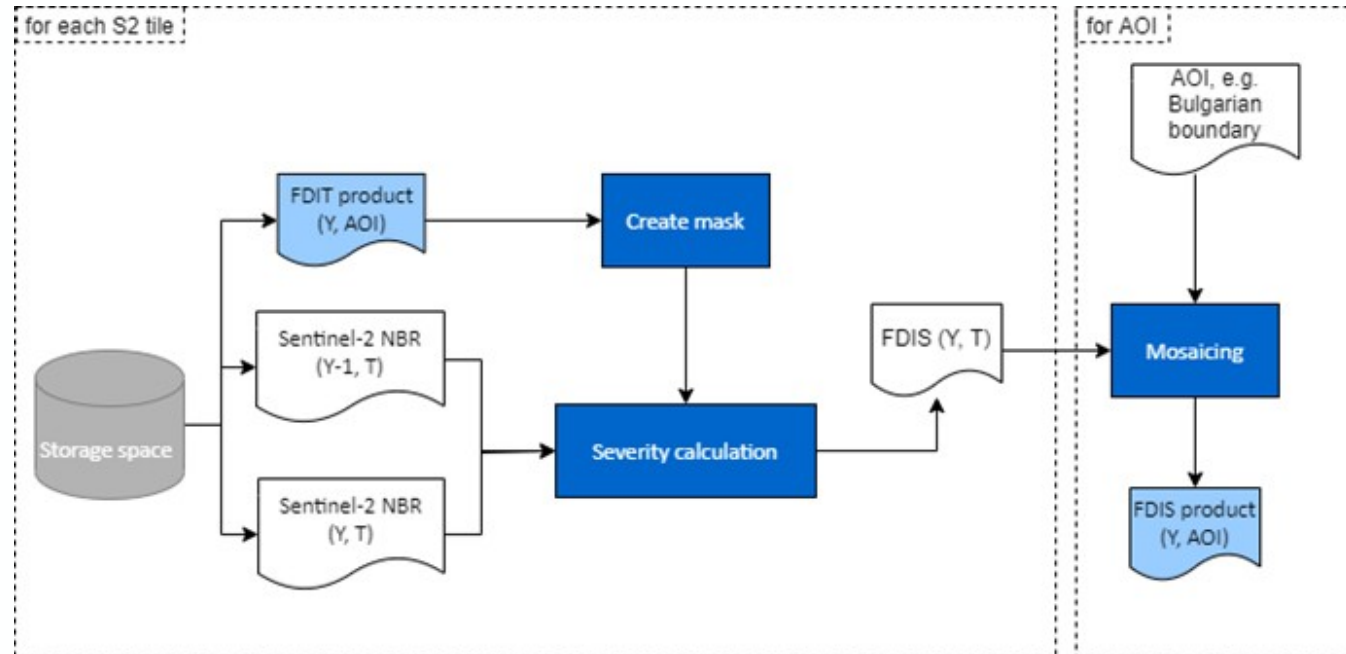 for each S2 tile
for AOI
AOI, e.g.
Bulgarian
boundary
FDIT product
(Y, AOI)
Create mask
Sentinel-2 NBR
(Y-1, T)
FDIS (Y, T)
Mosaicing
Storage space
Severity calculation
Sentinel-2 NBR
(Y, T)
FDIS product
(Y, AOI)